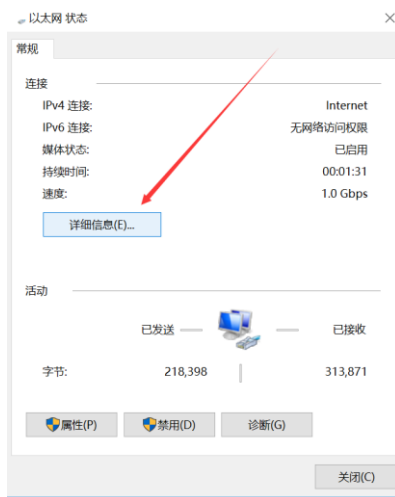 以太网 状态
常规
连接
IPv4 连接: Internet
IPv6 连接: 无网络访问权限
媒体状态: 已启用
持续时间: 00:01:31
速度: 1.0 Gbps
详细信息(E)...
活动
已发送 已接收
字节: 218,398 313,871
属性(P) 禁用(D) 诊断(G)
关闭(C)